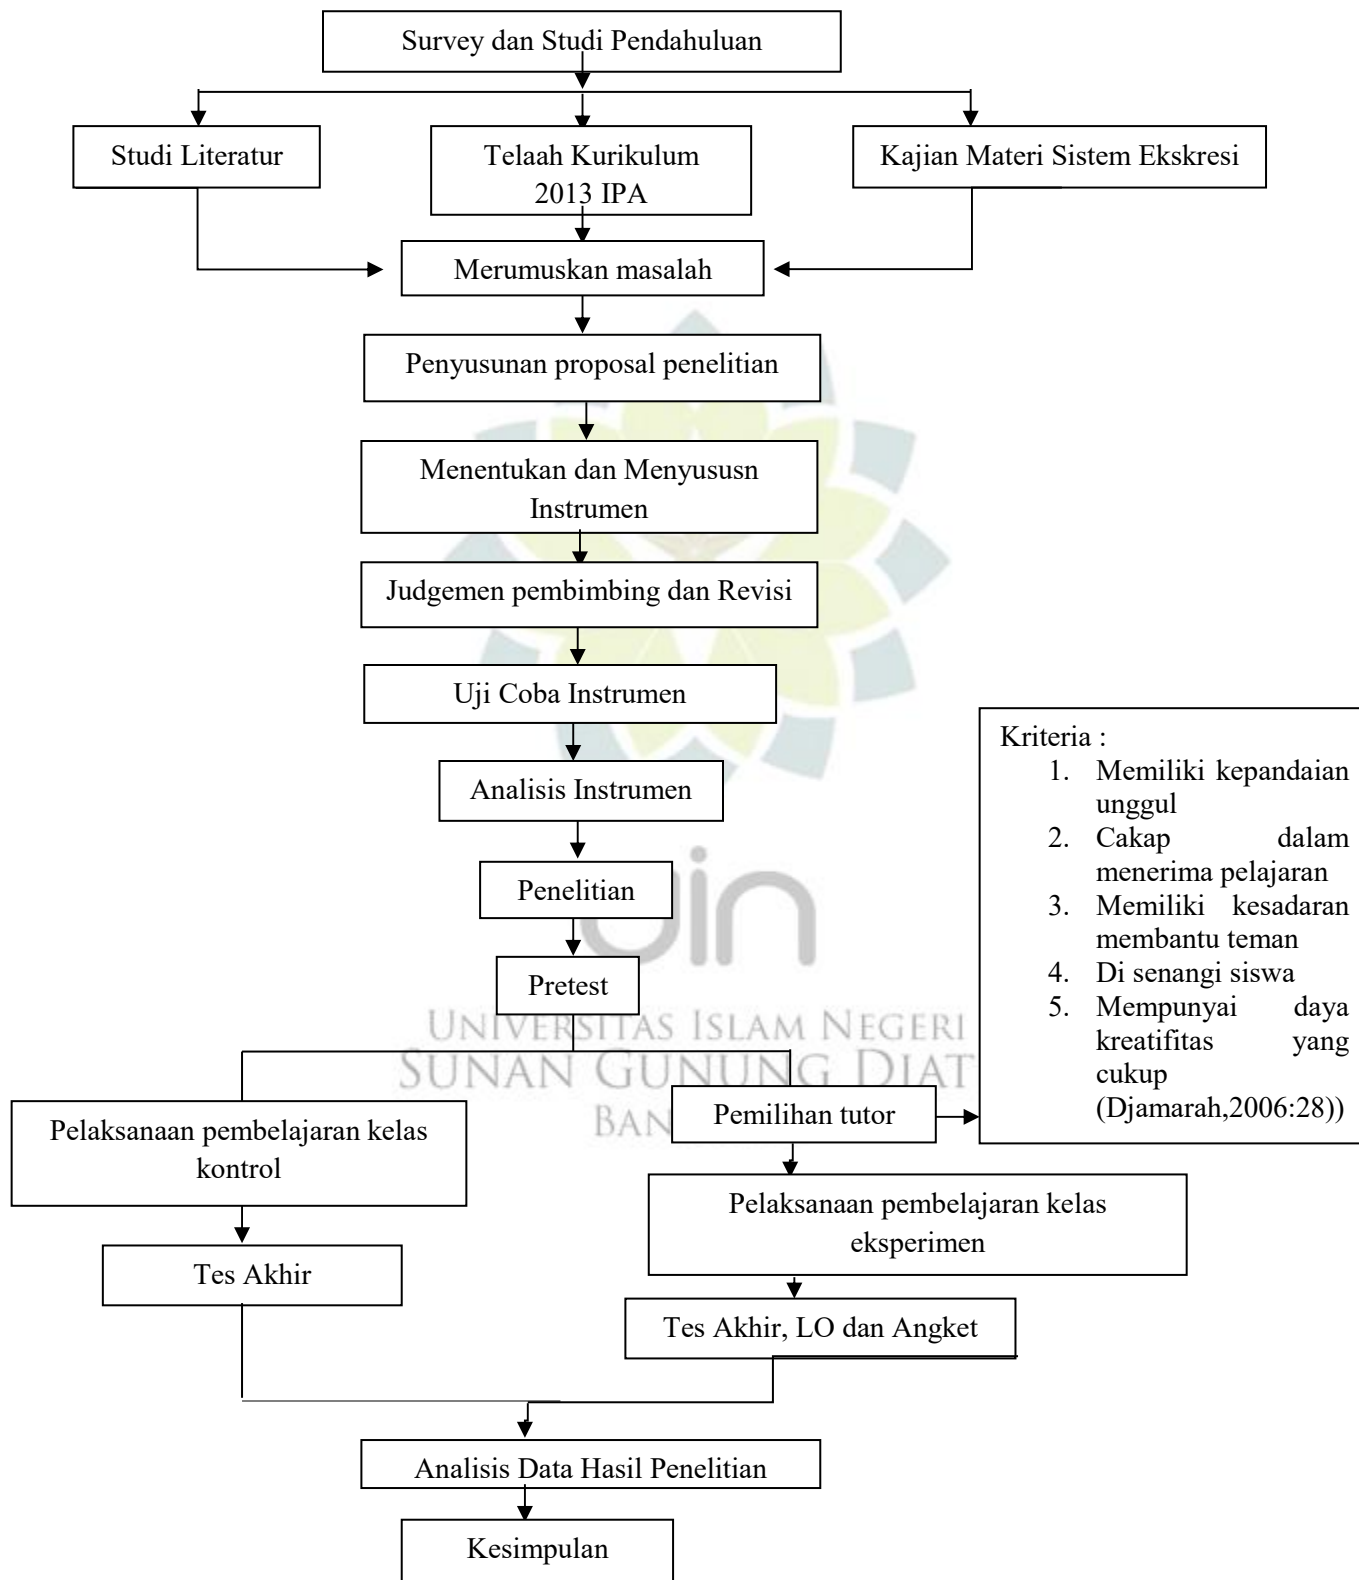 Survey dan Studi Pendahuluan
Studi Literatur
Telaah Kurikulum
2013 IPA
Kajian Materi Sistem Ekskresi
Merumuskan masalah
Penyusunan proposal penelitian
Menentukan dan Menyususn
Instrumen
Judgemen pembimbing dan Revisi
Uji Coba Instrumen
Analisis Instrumen
Penelitian
Pretest
uin
UNIVERSITAS ISLAM NEGERI
SUNAN GUNUNG DJAT
BAN
Kriteria :
1. Memiliki kepandaian
unggul
2. Cakap dalam
menerima pelajaran
3. Memiliki kesadaran
membantu teman
4. Di senangi siswa
5. Mempunyai daya
kreatifitas yang
cukup
(Djamarah,2006:28))
Pelaksanaan pembelajaran kelas
kontrol
Pemilihan tutor
Pelaksanaan pembelajaran kelas
eksperimen
Tes Akhir
Tes Akhir, LO dan Angket
Analisis Data Hasil Penelitian
Kesimpulan